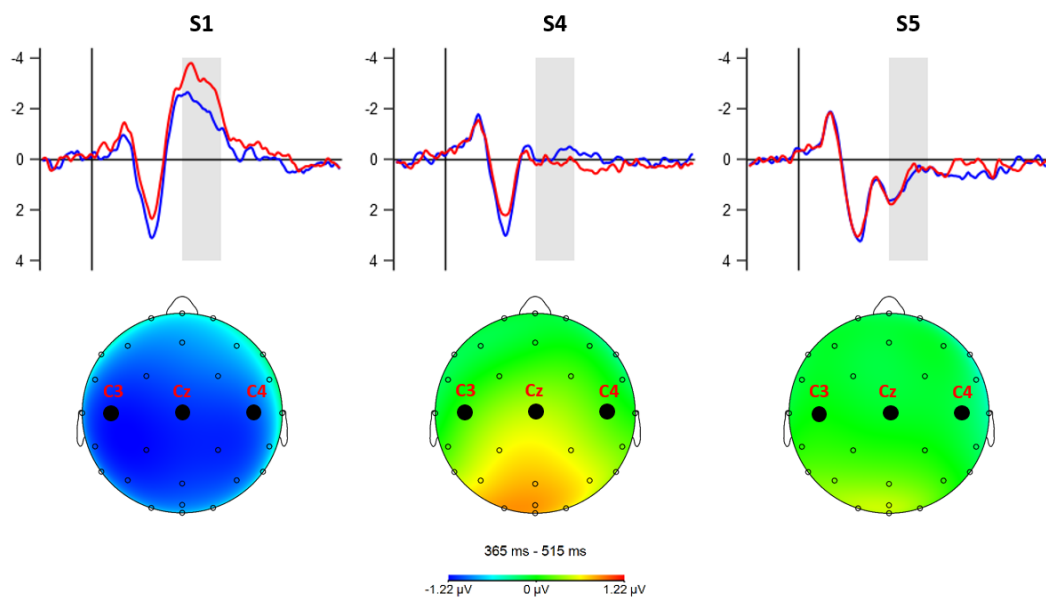 S1 S4 S5
-4 -4 -4
-2 -2 -2
0 0 0
2 2 2
4 4 4
C3 Cz C4 C3 Cz C4 C3 Cz C4
365 ms - 515 ms
-1.22 µV 0 µV 1.22 µV